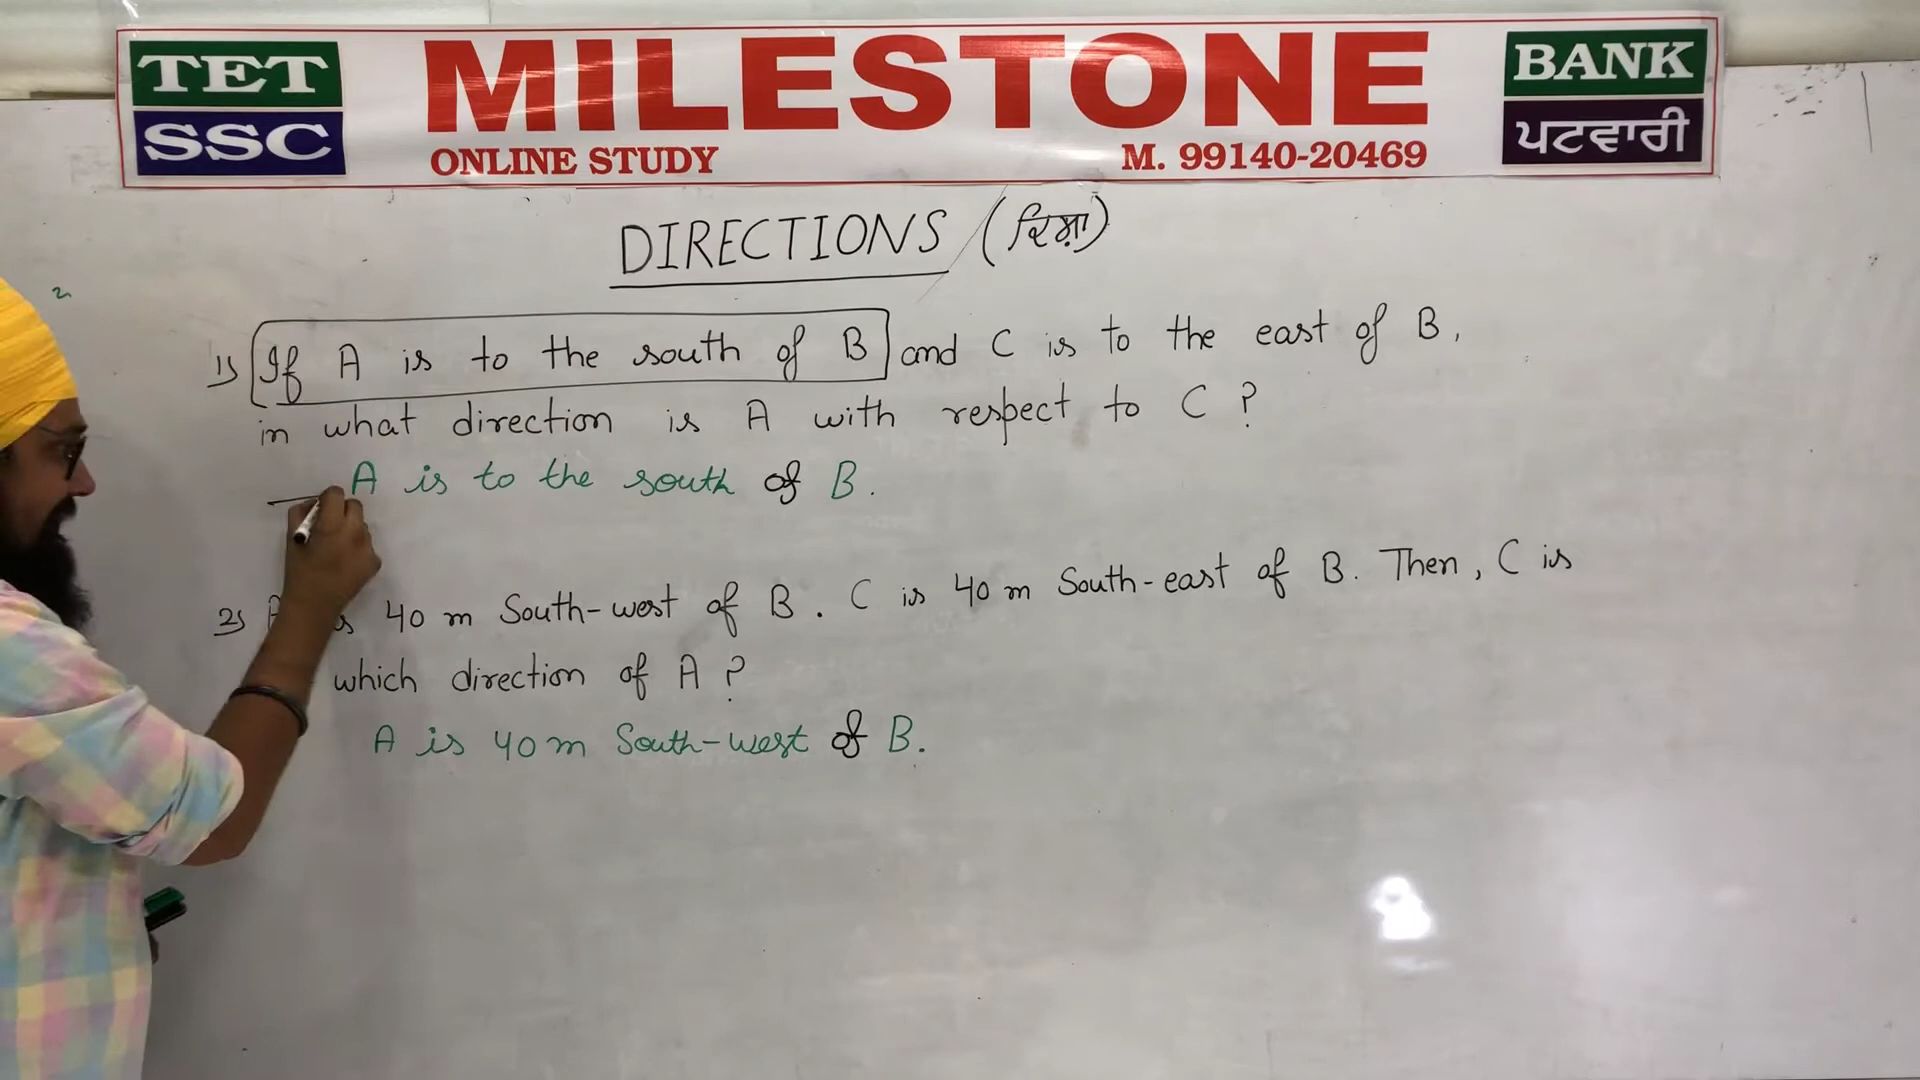 TET
SSC
MILESTONE
ONLINE STUDY
M. 99140-20469
BANK
ਪਟਵਾਰੀ
DIRECTIONS (ਦਿਸ਼ਾ)
1) If A is to the south of B and C is to the east of B,
in what direction is A with respect to C ?
A is to the south of B.
2) 40 m South-west of B. C is 40 m South-east of B. Then, C is
which direction of A ?
A is 40 m South-west of B.